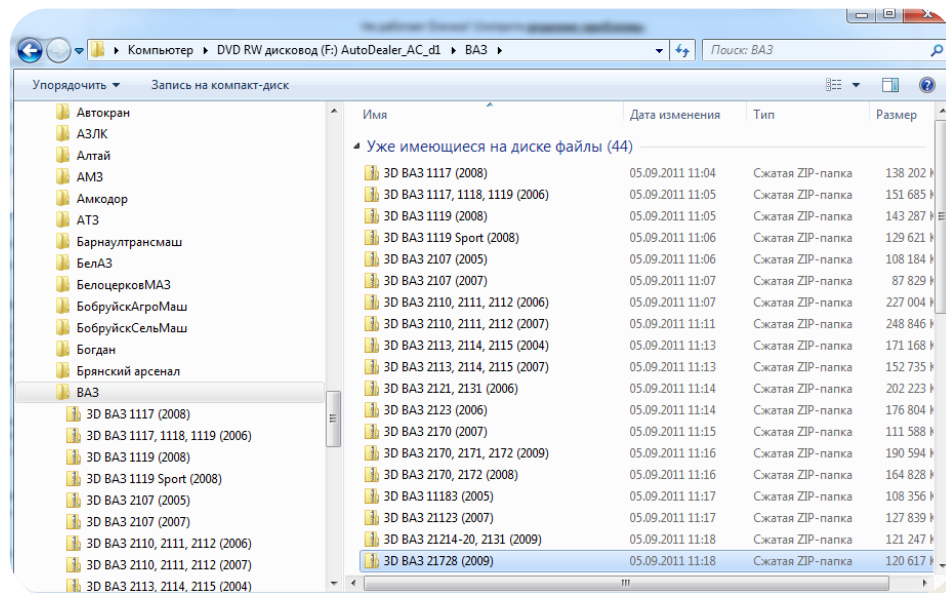 Компьютер ▸ DVD RW дисковод (F:) AutoDealer_AC_d1 ▸ ВАЗ ▸
Поиск: ВАЗ
Упорядочить ▾ Запись на компакт-диск
Автокран
АЗЛК
Алтай
АМЗ
Амкодор
АТЗ
Барнаултрансмаш
БелАЗ
БелоцерковМАЗ
БобруйскАгроМаш
БобруйскСельМаш
Богдан
Брянский арсенал
ВАЗ
3D ВАЗ 1117 (2008)
3D ВАЗ 1117, 1118, 1119 (2006)
3D ВАЗ 1119 (2008)
3D ВАЗ 1119 Sport (2008)
3D ВАЗ 2107 (2005)
3D ВАЗ 2107 (2007)
3D ВАЗ 2110, 2111, 2112 (2006)
3D ВАЗ 2110, 2111, 2112 (2007)
3D ВАЗ 2113, 2114, 2115 (2004)
Имя Дата изменения Тип Размер
Уже имеющиеся на диске файлы (44)
3D ВАЗ 1117 (2008) 05.09.2011 11:04 Сжатая ZIP-папка 138 202
3D ВАЗ 1117, 1118, 1119 (2006) 05.09.2011 11:05 Сжатая ZIP-папка 151 685
3D ВАЗ 1119 (2008) 05.09.2011 11:05 Сжатая ZIP-папка 143 287
3D ВАЗ 1119 Sport (2008) 05.09.2011 11:06 Сжатая ZIP-папка 129 621
3D ВАЗ 2107 (2005) 05.09.2011 11:06 Сжатая ZIP-папка 108 184
3D ВАЗ 2107 (2007) 05.09.2011 11:07 Сжатая ZIP-папка 87 829
3D ВАЗ 2110, 2111, 2112 (2006) 05.09.2011 11:07 Сжатая ZIP-папка 227 004
3D ВАЗ 2110, 2111, 2112 (2007) 05.09.2011 11:11 Сжатая ZIP-папка 248 846
3D ВАЗ 2113, 2114, 2115 (2004) 05.09.2011 11:13 Сжатая ZIP-папка 171 168
3D ВАЗ 2113, 2114, 2115 (2007) 05.09.2011 11:13 Сжатая ZIP-папка 152 735
3D ВАЗ 2121, 2131 (2006) 05.09.2011 11:14 Сжатая ZIP-папка 202 223
3D ВАЗ 2123 (2006) 05.09.2011 11:14 Сжатая ZIP-папка 176 804
3D ВАЗ 2170 (2007) 05.09.2011 11:15 Сжатая ZIP-папка 111 588
3D ВАЗ 2170, 2171, 2172 (2009) 05.09.2011 11:16 Сжатая ZIP-папка 190 594
3D ВАЗ 2170, 2172 (2008) 05.09.2011 11:16 Сжатая ZIP-папка 164 828
3D ВАЗ 11183 (2005) 05.09.2011 11:17 Сжатая ZIP-папка 108 356
3D ВАЗ 21123 (2007) 05.09.2011 11:17 Сжатая ZIP-папка 127 839
3D ВАЗ 21214-20, 2131 (2009) 05.09.2011 11:18 Сжатая ZIP-папка 121 247
3D ВАЗ 21728 (2009) 05.09.2011 11:18 Сжатая ZIP-папка 120 617